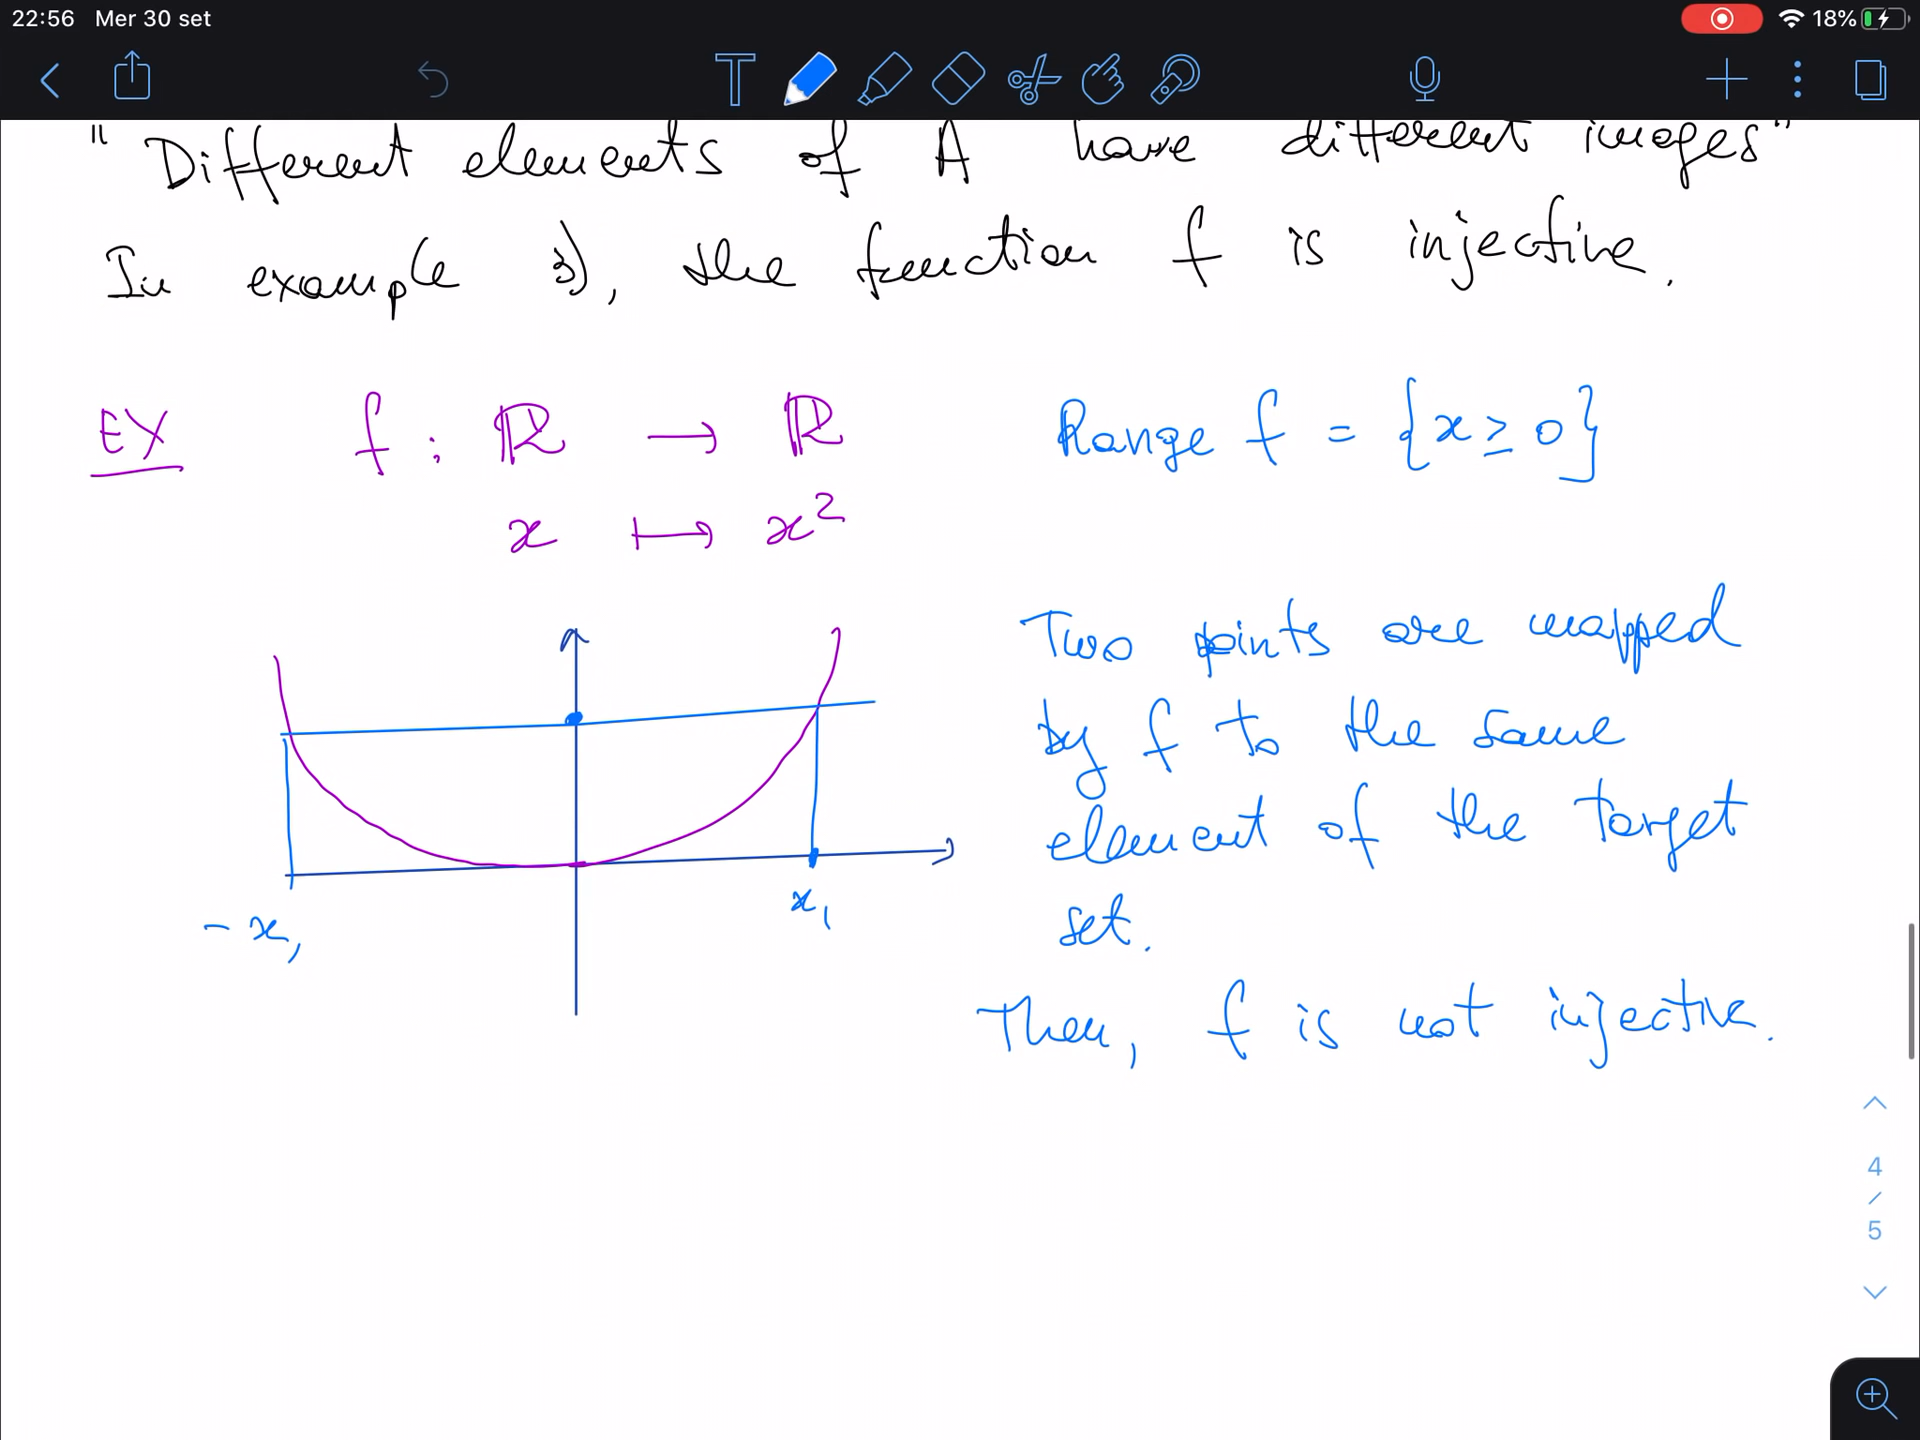 22:56 Mer 30 set 18%
T
" Different elements of A have different images"
In example 3), the function f is injective.
EX f : ℝ → ℝ Range f = {x ≥ 0}
x ↦ x²
Two points are mapped
by f to the same
element of the target
set.
x₁
- x₁
Then, f is not injective.
4
/
5